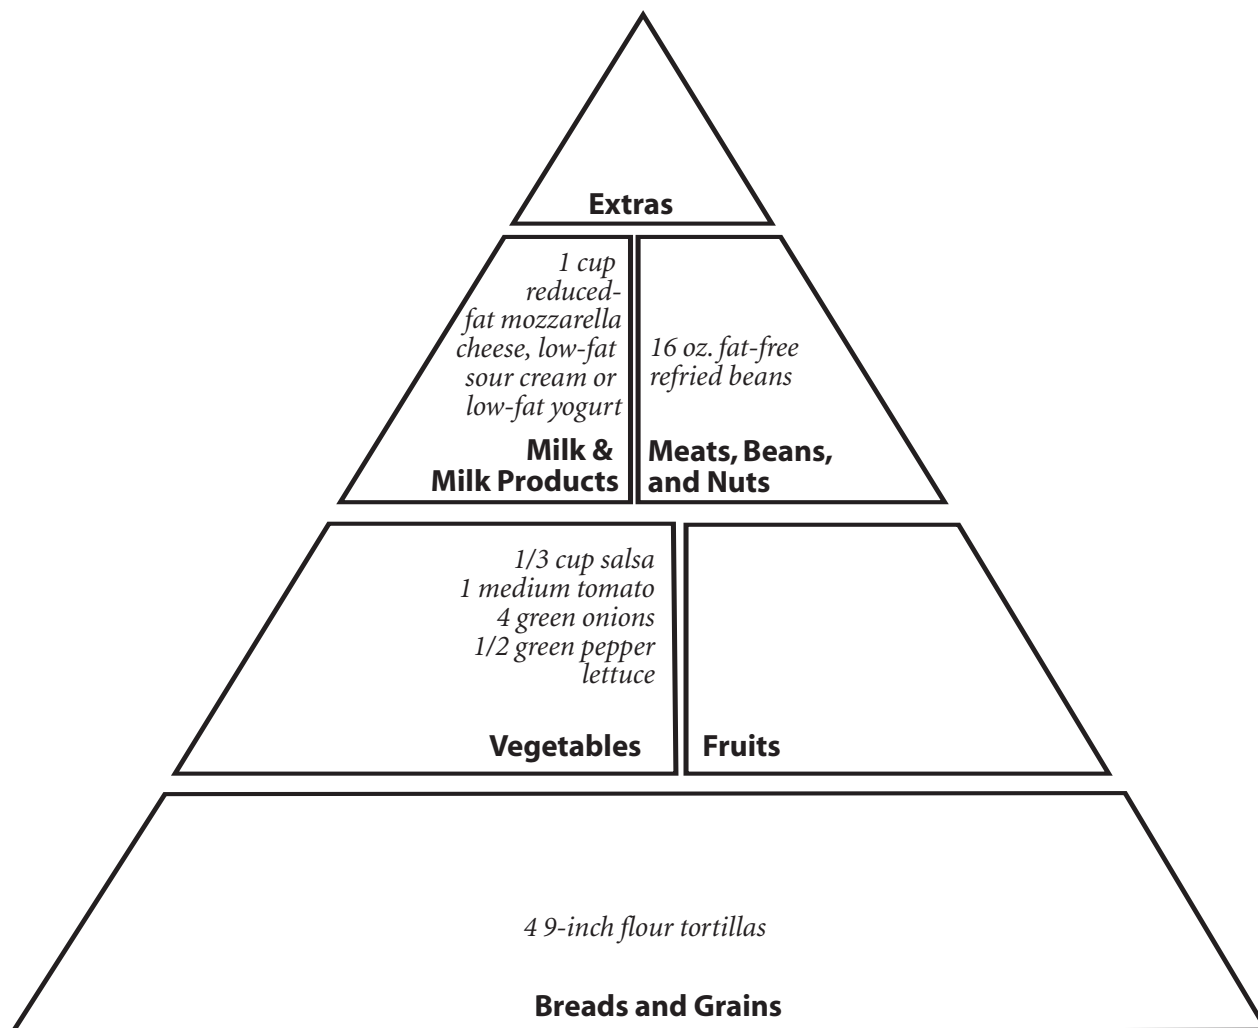 Extras
1 cup
reduced-
fat mozzarella
cheese, low-fat
sour cream or
low-fat yogurt
Milk &
Milk Products
16 oz. fat-free
refried beans
Meats, Beans,
and Nuts
1/3 cup salsa
1 medium tomato
4 green onions
1/2 green pepper
lettuce
Vegetables
Fruits
4 9-inch flour tortillas
Breads and Grains